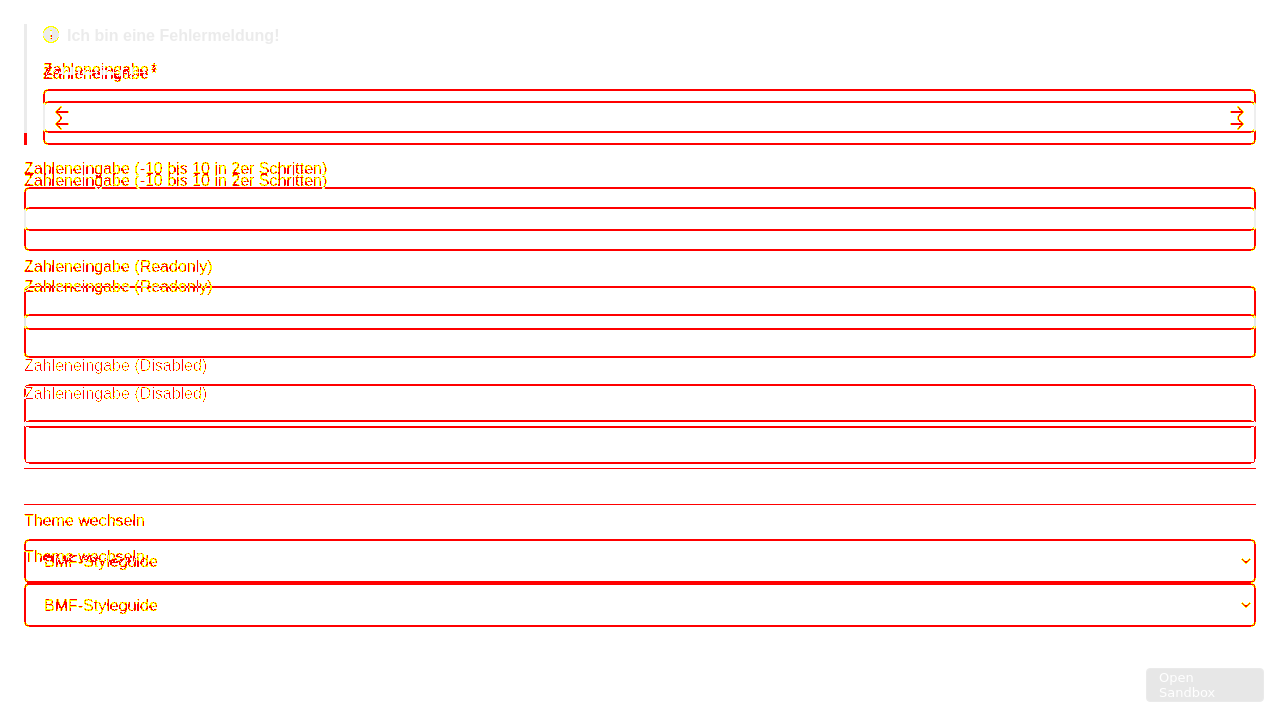 Ich bin eine Fehlermeldung!
Zahleneingabe*
Zahleneingabe*
Zahleneingabe (-10 bis 10 in 2er Schritten)
Zahleneingabe (-10 bis 10 in 2er Schritten)
Zahleneingabe (Readonly)
Zahleneingabe (Readonly)
Zahleneingabe (Disabled)
Zahleneingabe (Disabled)
Theme wechseln
Theme wechseln
BMF-Styleguide
BMF-Styleguide
Open
Sandbox